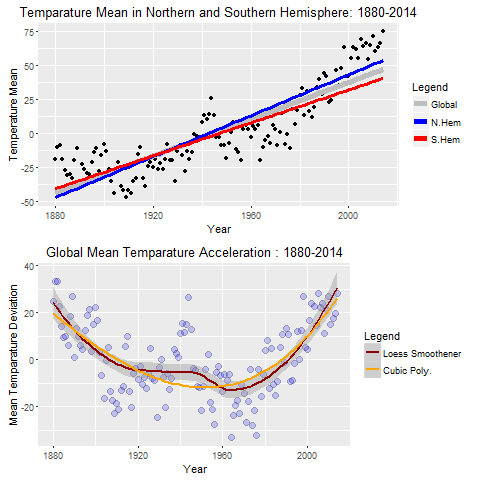 Temparature Mean in Northern and Southern Hemisphere: 1880-2014
75
50
25
0
-25
-50
Temperature Mean
1880
1920
1960
2000
Year
Legend
Global
N.Hem
S.Hem
Global Mean Temparature Acceleration : 1880-2014
40
20
0
-20
Mean Temperature Deviation
1880
1920
1960
2000
Year
Legend
Loess Smoothener
Cubic Poly.